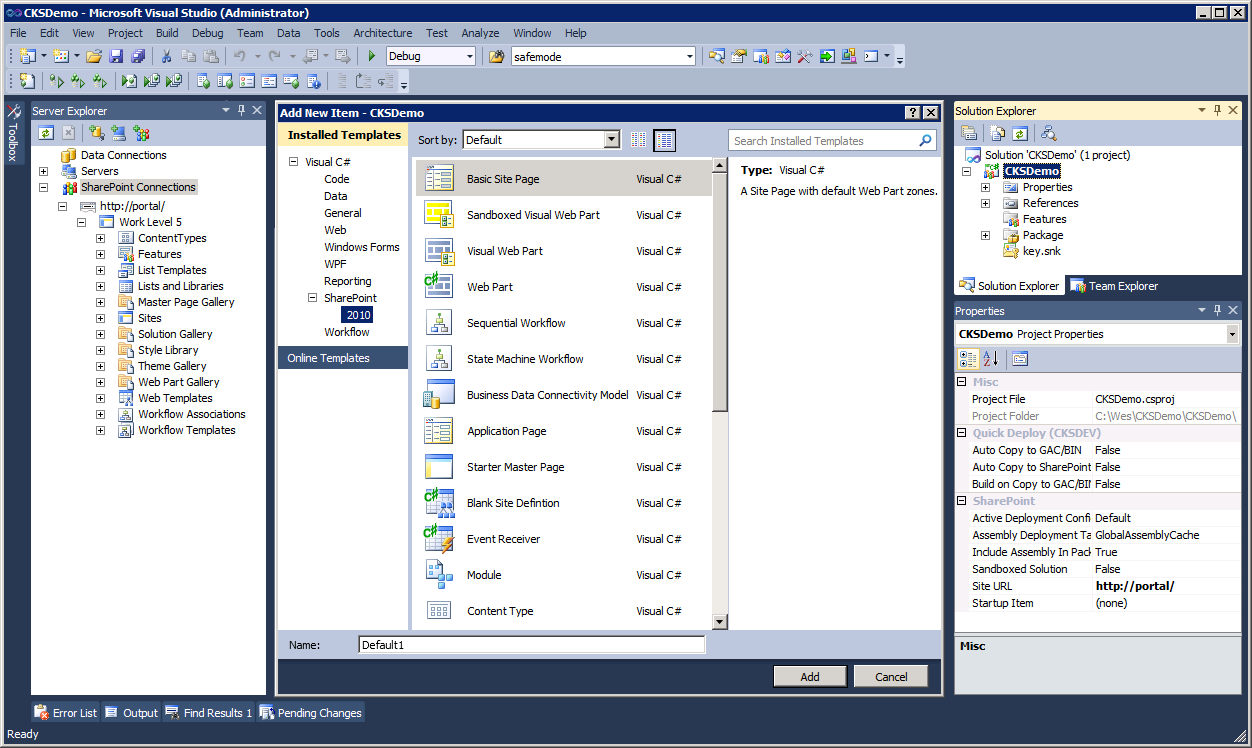 CKSDemo - Microsoft Visual Studio (Administrator)
File Edit View Project Build Debug Team Data Tools Architecture Test Analyze Window Help
Debug safemode
Toolbox
Server Explorer
Data Connections
Servers
SharePoint Connections
http://portal/
Work Level 5
ContentTypes
Features
List Templates
Lists and Libraries
Master Page Gallery
Sites
Solution Gallery
Style Library
Theme Gallery
Web Part Gallery
Web Templates
Workflow Associations
Workflow Templates
Add New Item - CKSDemo
Installed Templates
Visual C#
Code
Data
General
Web
Windows Forms
WPF
Reporting
SharePoint
2010
Workflow
Online Templates
Sort by: Default
Search Installed Templates
Basic Site Page Visual C#
Sandboxed Visual Web Part Visual C#
Visual Web Part Visual C#
Web Part Visual C#
Sequential Workflow Visual C#
State Machine Workflow Visual C#
Business Data Connectivity Model Visual C#
Application Page Visual C#
Starter Master Page Visual C#
Blank Site Defintion Visual C#
Event Receiver Visual C#
Module Visual C#
Content Type Visual C#
Type: Visual C#
A Site Page with default Web Part zones.
Name: Default1
Add Cancel
Solution Explorer
Solution 'CKSDemo' (1 project)
CKSDemo
Properties
References
Features
Package
key.snk
Solution Explorer Team Explorer
Properties
CKSDemo Project Properties
Misc
Project File CKSDemo.csproj
Project Folder C:\Wes\CKSDemo\CKSDemo\
Quick Deploy (CKSDEV)
Auto Copy to GAC/BIN False
Auto Copy to SharePoint False
Build on Copy to GAC/BIN False
SharePoint
Active Deployment Confi Default
Assembly Deployment Ta GlobalAssemblyCache
Include Assembly In Pack True
Sandboxed Solution False
Site URL http://portal/
Startup Item (none)
Misc
Error List Output Find Results 1 Pending Changes
Ready